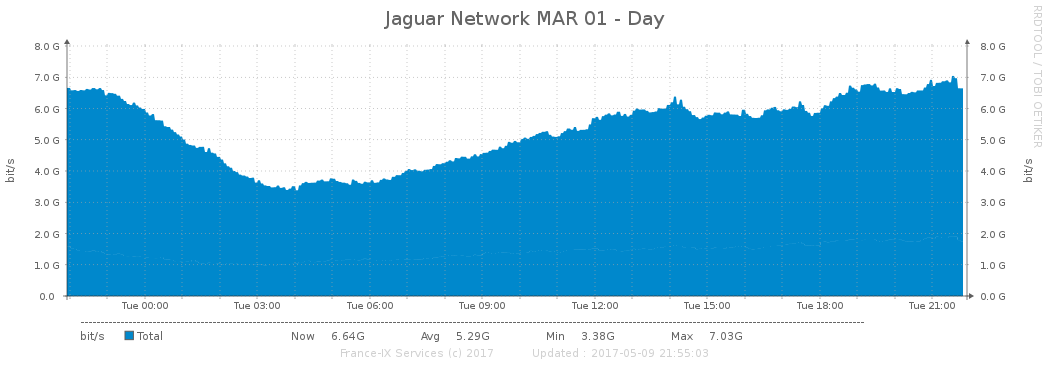 Jaguar Network MAR 01 - Day
RRDTOOL / TOBI OETIKER
8.0 G 8.0 G
7.0 G 7.0 G
6.0 G 6.0 G
5.0 G 5.0 G
4.0 G 4.0 G
3.0 G 3.0 G
2.0 G 2.0 G
1.0 G 1.0 G
0.0 0.0 G
bit/s bit/s
Tue 00:00 Tue 03:00 Tue 06:00 Tue 09:00 Tue 12:00 Tue 15:00 Tue 18:00 Tue 21:00
bit/s Total Now 6.64G Avg 5.29G Min 3.38G Max 7.03G
France-IX Services (c) 2017 Updated : 2017-05-09 21:55:03